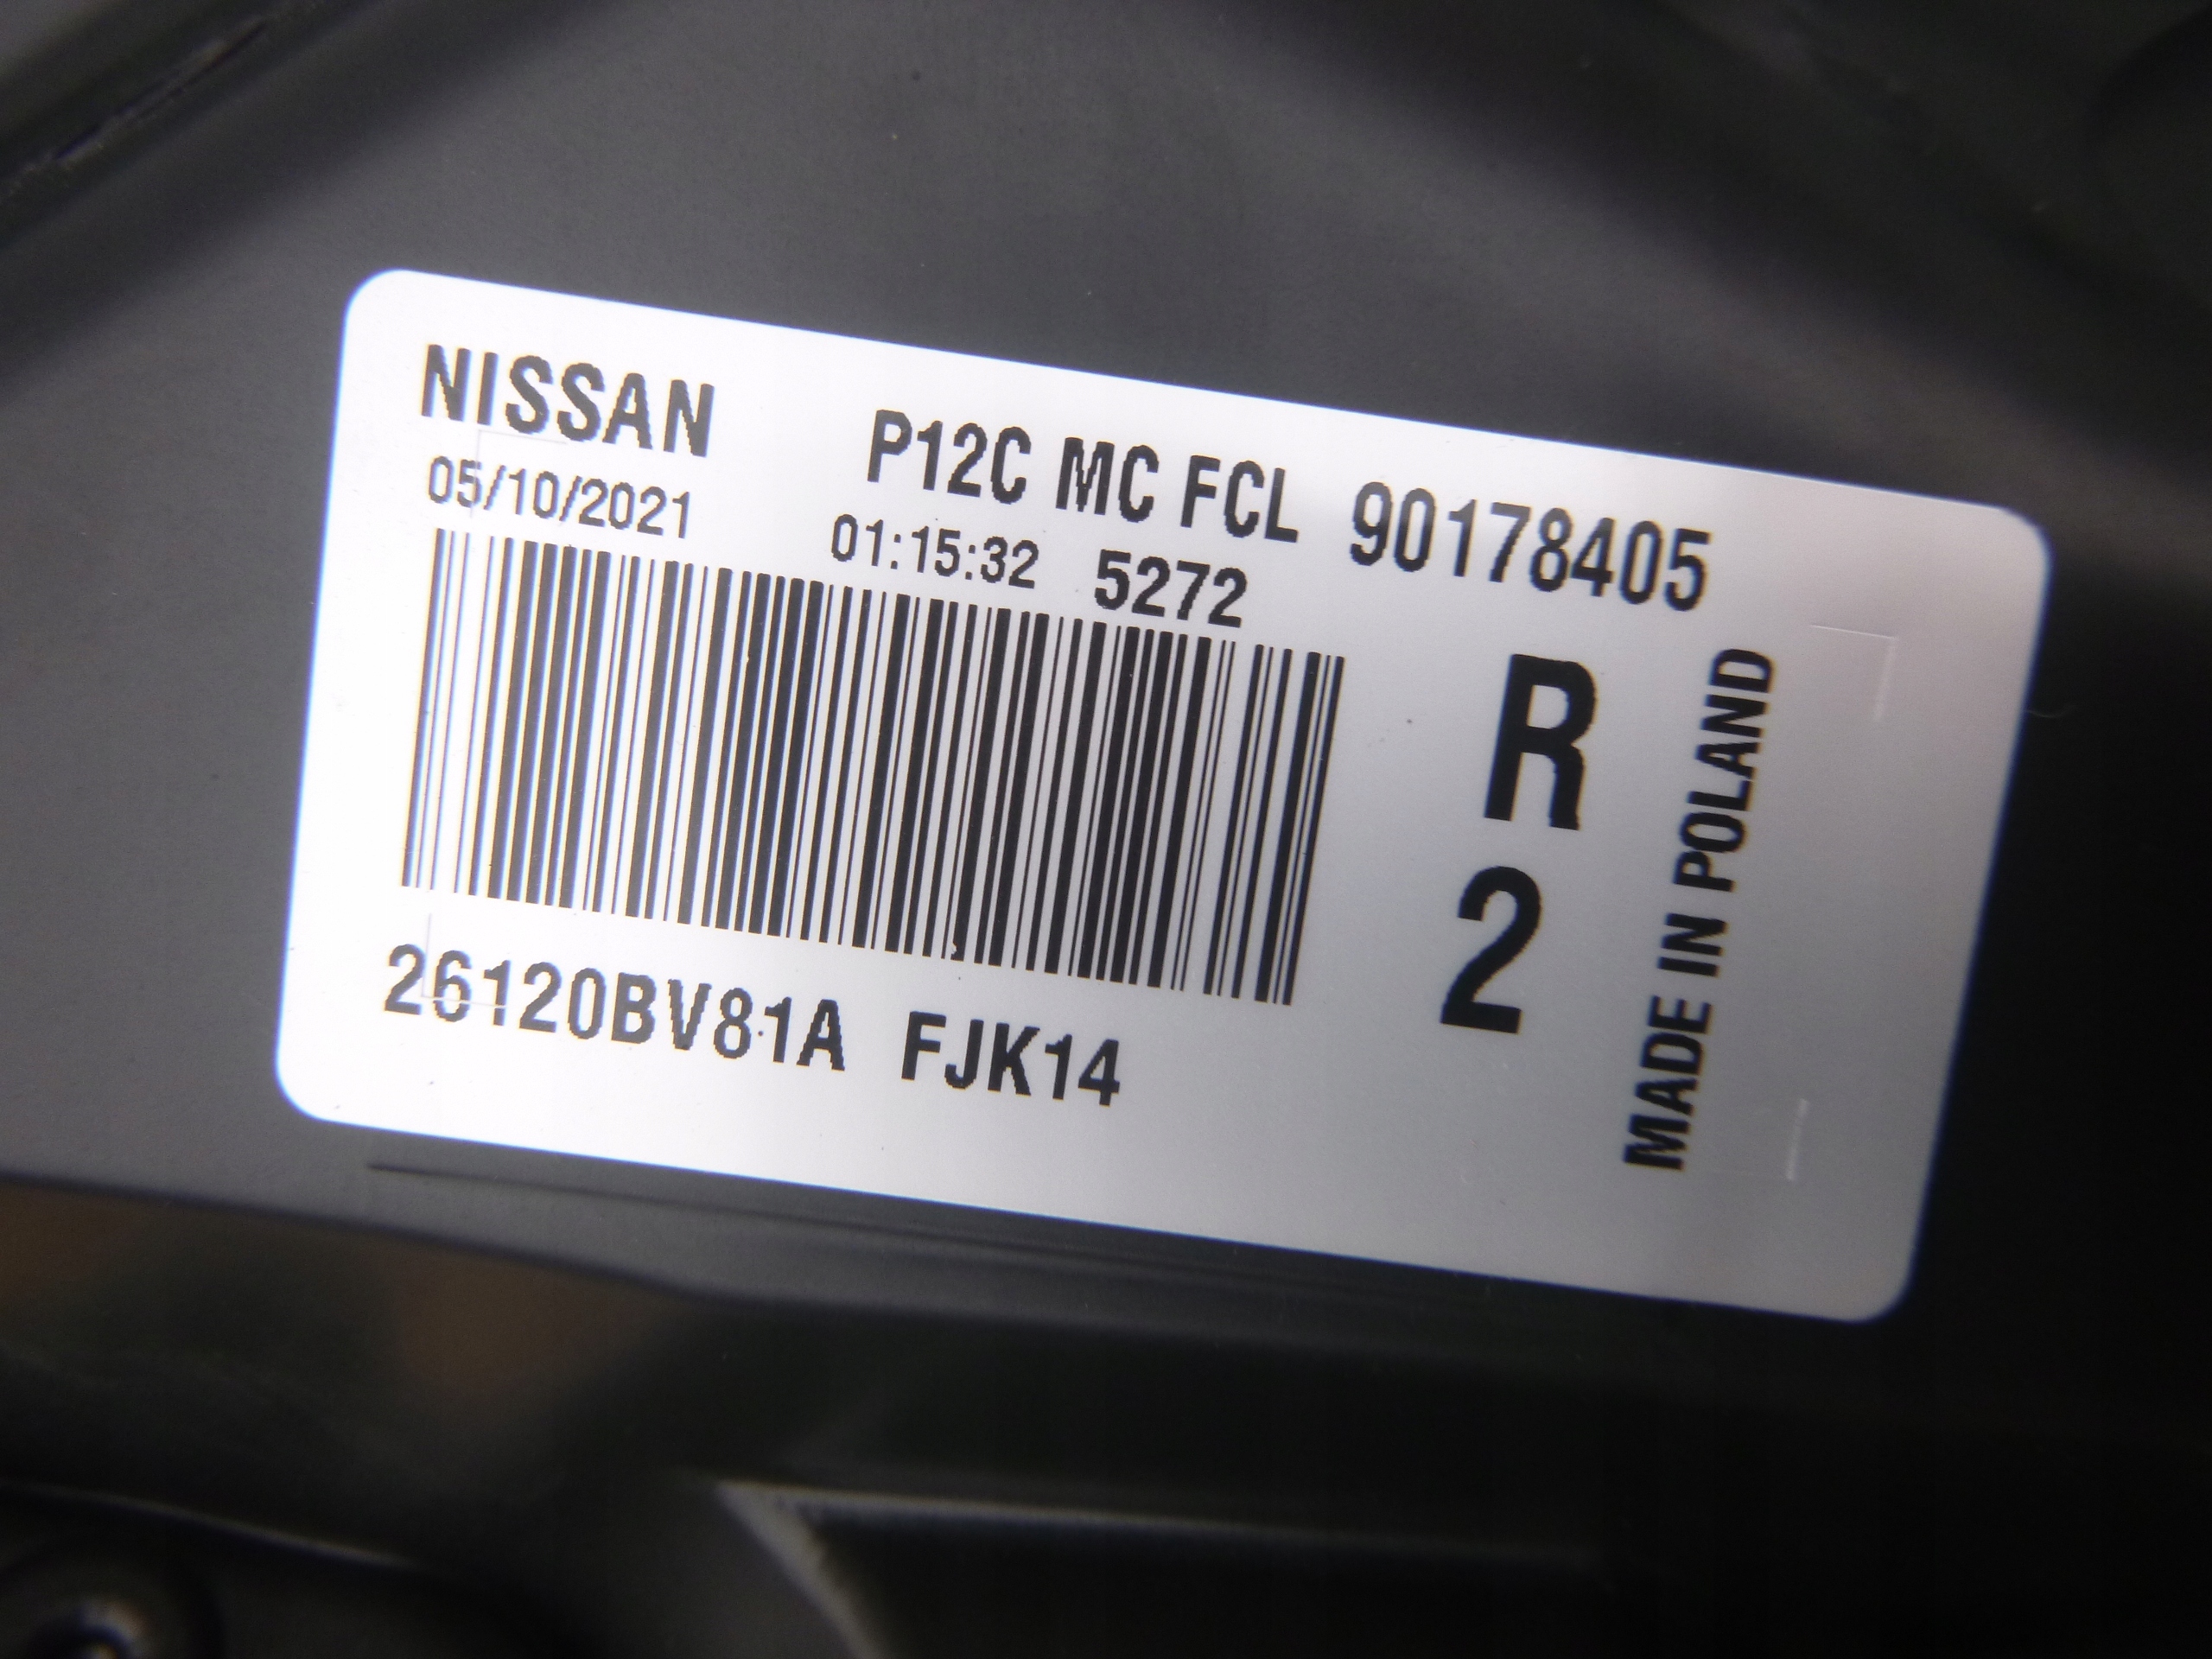 NISSAN P12C MC FCL 90178405
05/10/2021 01:15:32 5272
R
2
MADE IN POLAND
26120BV81A FJK14